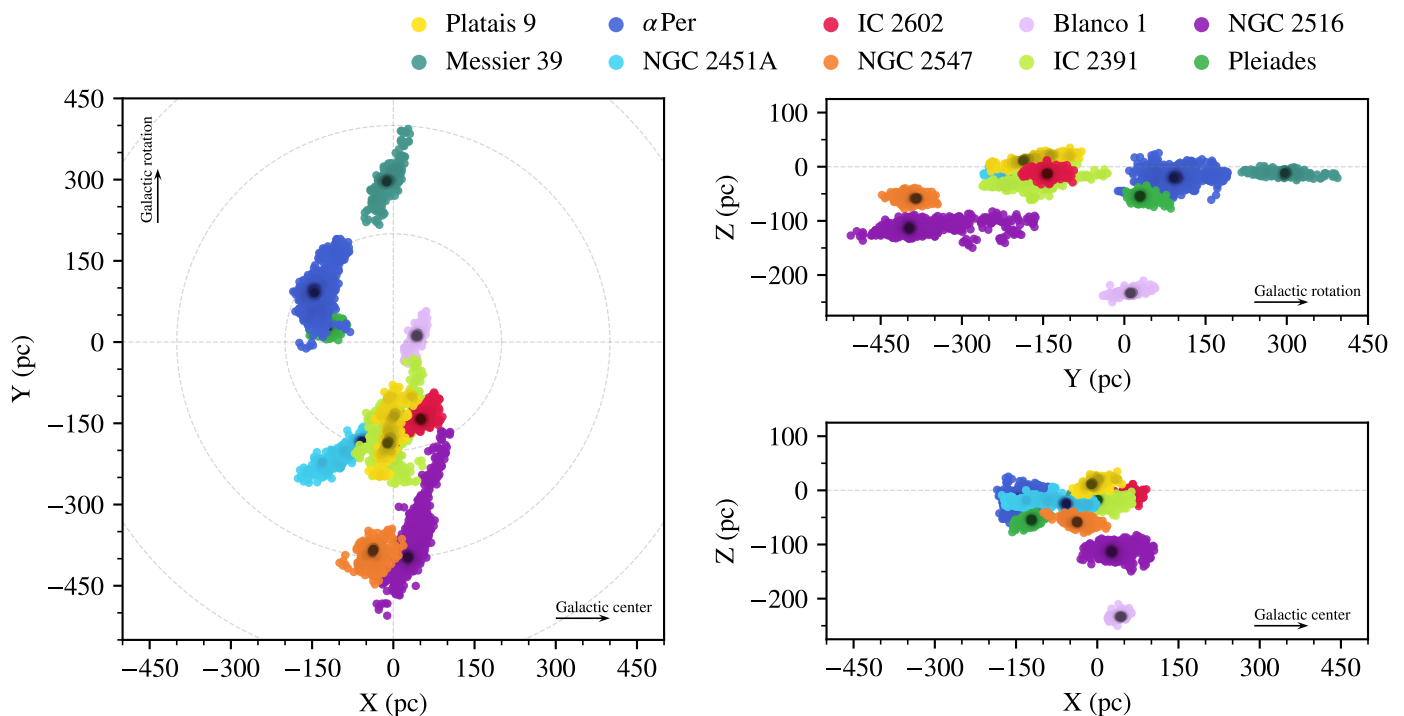 Platais 9 αPer IC 2602 Blanco 1 NGC 2516
Messier 39 NGC 2451A NGC 2547 IC 2391 Pleiades
450
300
150
0
−150
−300
−450
Y (pc)
Galactic rotation
Galactic center
−450 −300 −150 0 150 300 450
X (pc)
100
0
−100
−200
Z (pc)
Galactic rotation
−450 −300 −150 0 150 300 450
Y (pc)
100
0
−100
−200
Z (pc)
Galactic center
−450 −300 −150 0 150 300 450
X (pc)